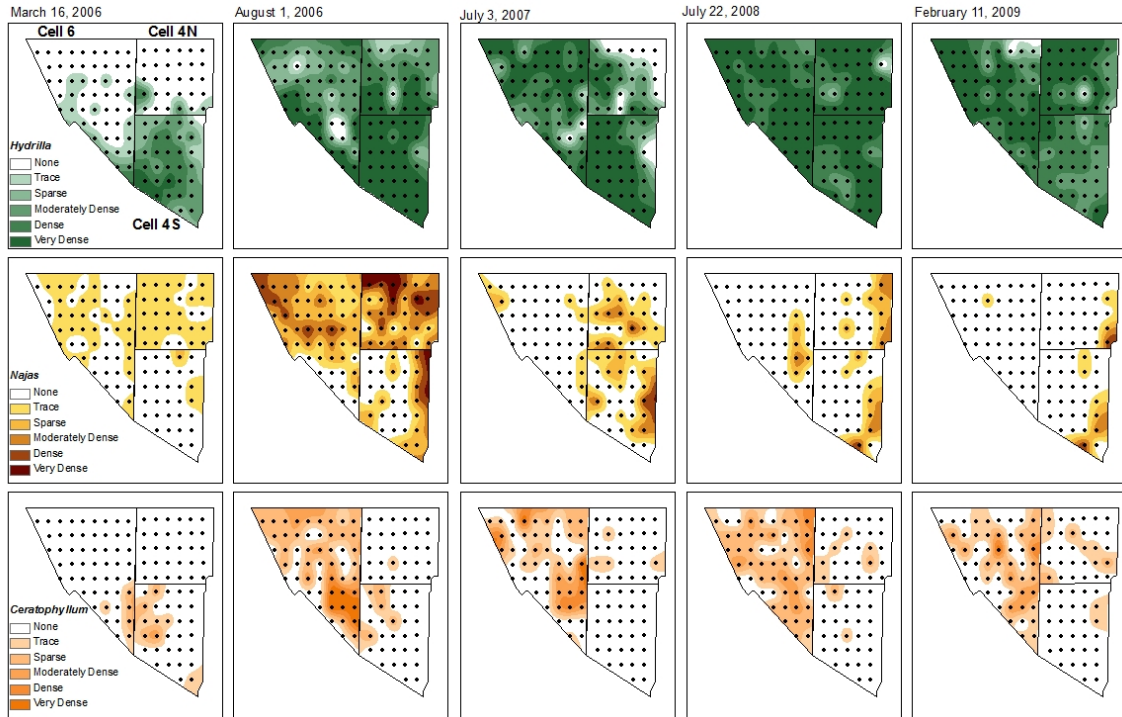 March 16, 2006
August 1, 2006
July 3, 2007
July 22, 2008
February 11, 2009
Cell 6
Cell 4N
Hydrilla
None
Trace
Sparse
Moderately Dense
Dense
Very Dense
Cell 4S
Najas
None
Trace
Sparse
Moderately Dense
Dense
Very Dense
Ceratophyllum
None
Trace
Sparse
Moderately Dense
Dense
Very Dense